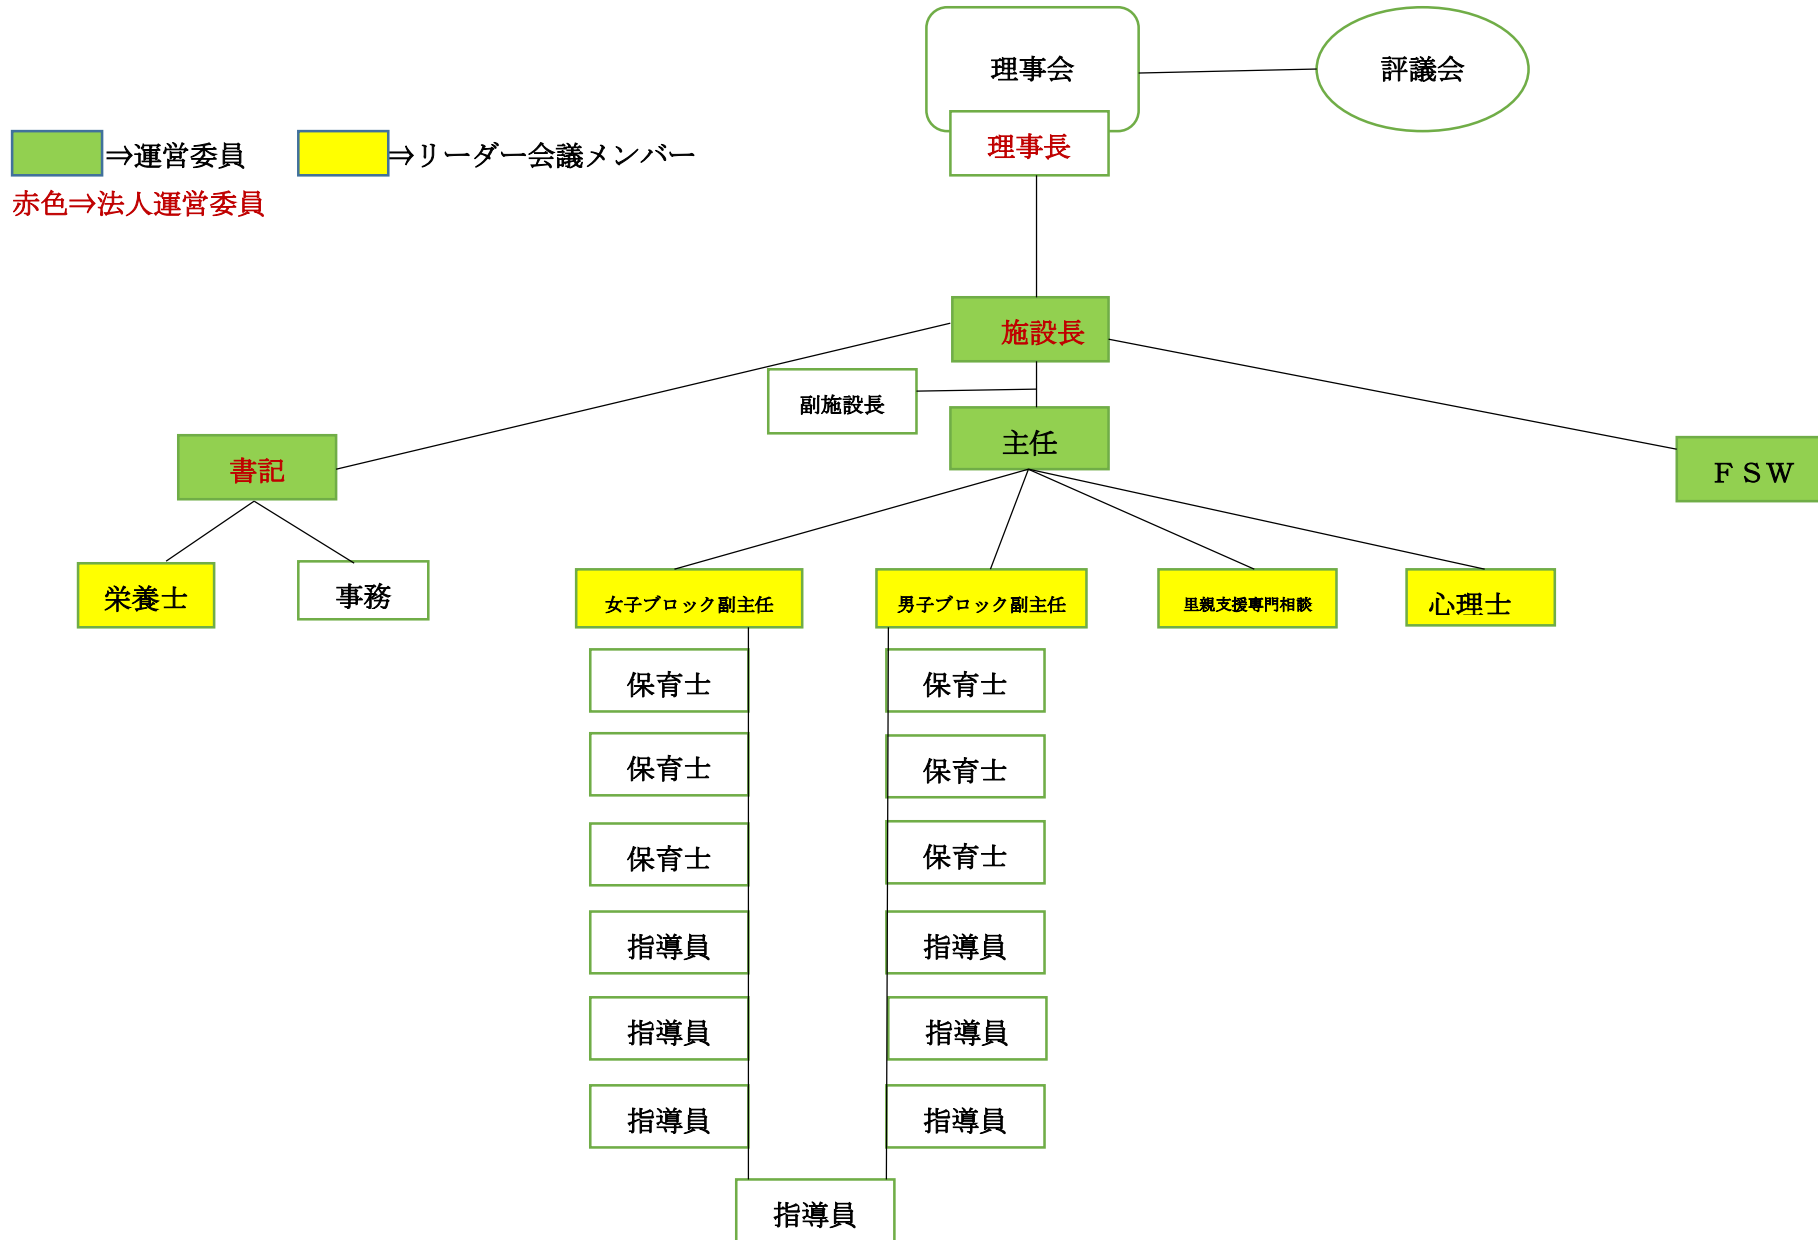 理事会
評議会
理事長
⇒運営委員
⇒リーダー会議メンバー
赤色⇒法人運営委員
施設長
副施設長
主任
書記
ＦＳＷ
栄養士
事務
女子ブロック副主任
男子ブロック副主任
里親支援専門相談
心理士
保育士
保育士
保育士
保育士
保育士
保育士
指導員
指導員
指導員
指導員
指導員
指導員
指導員